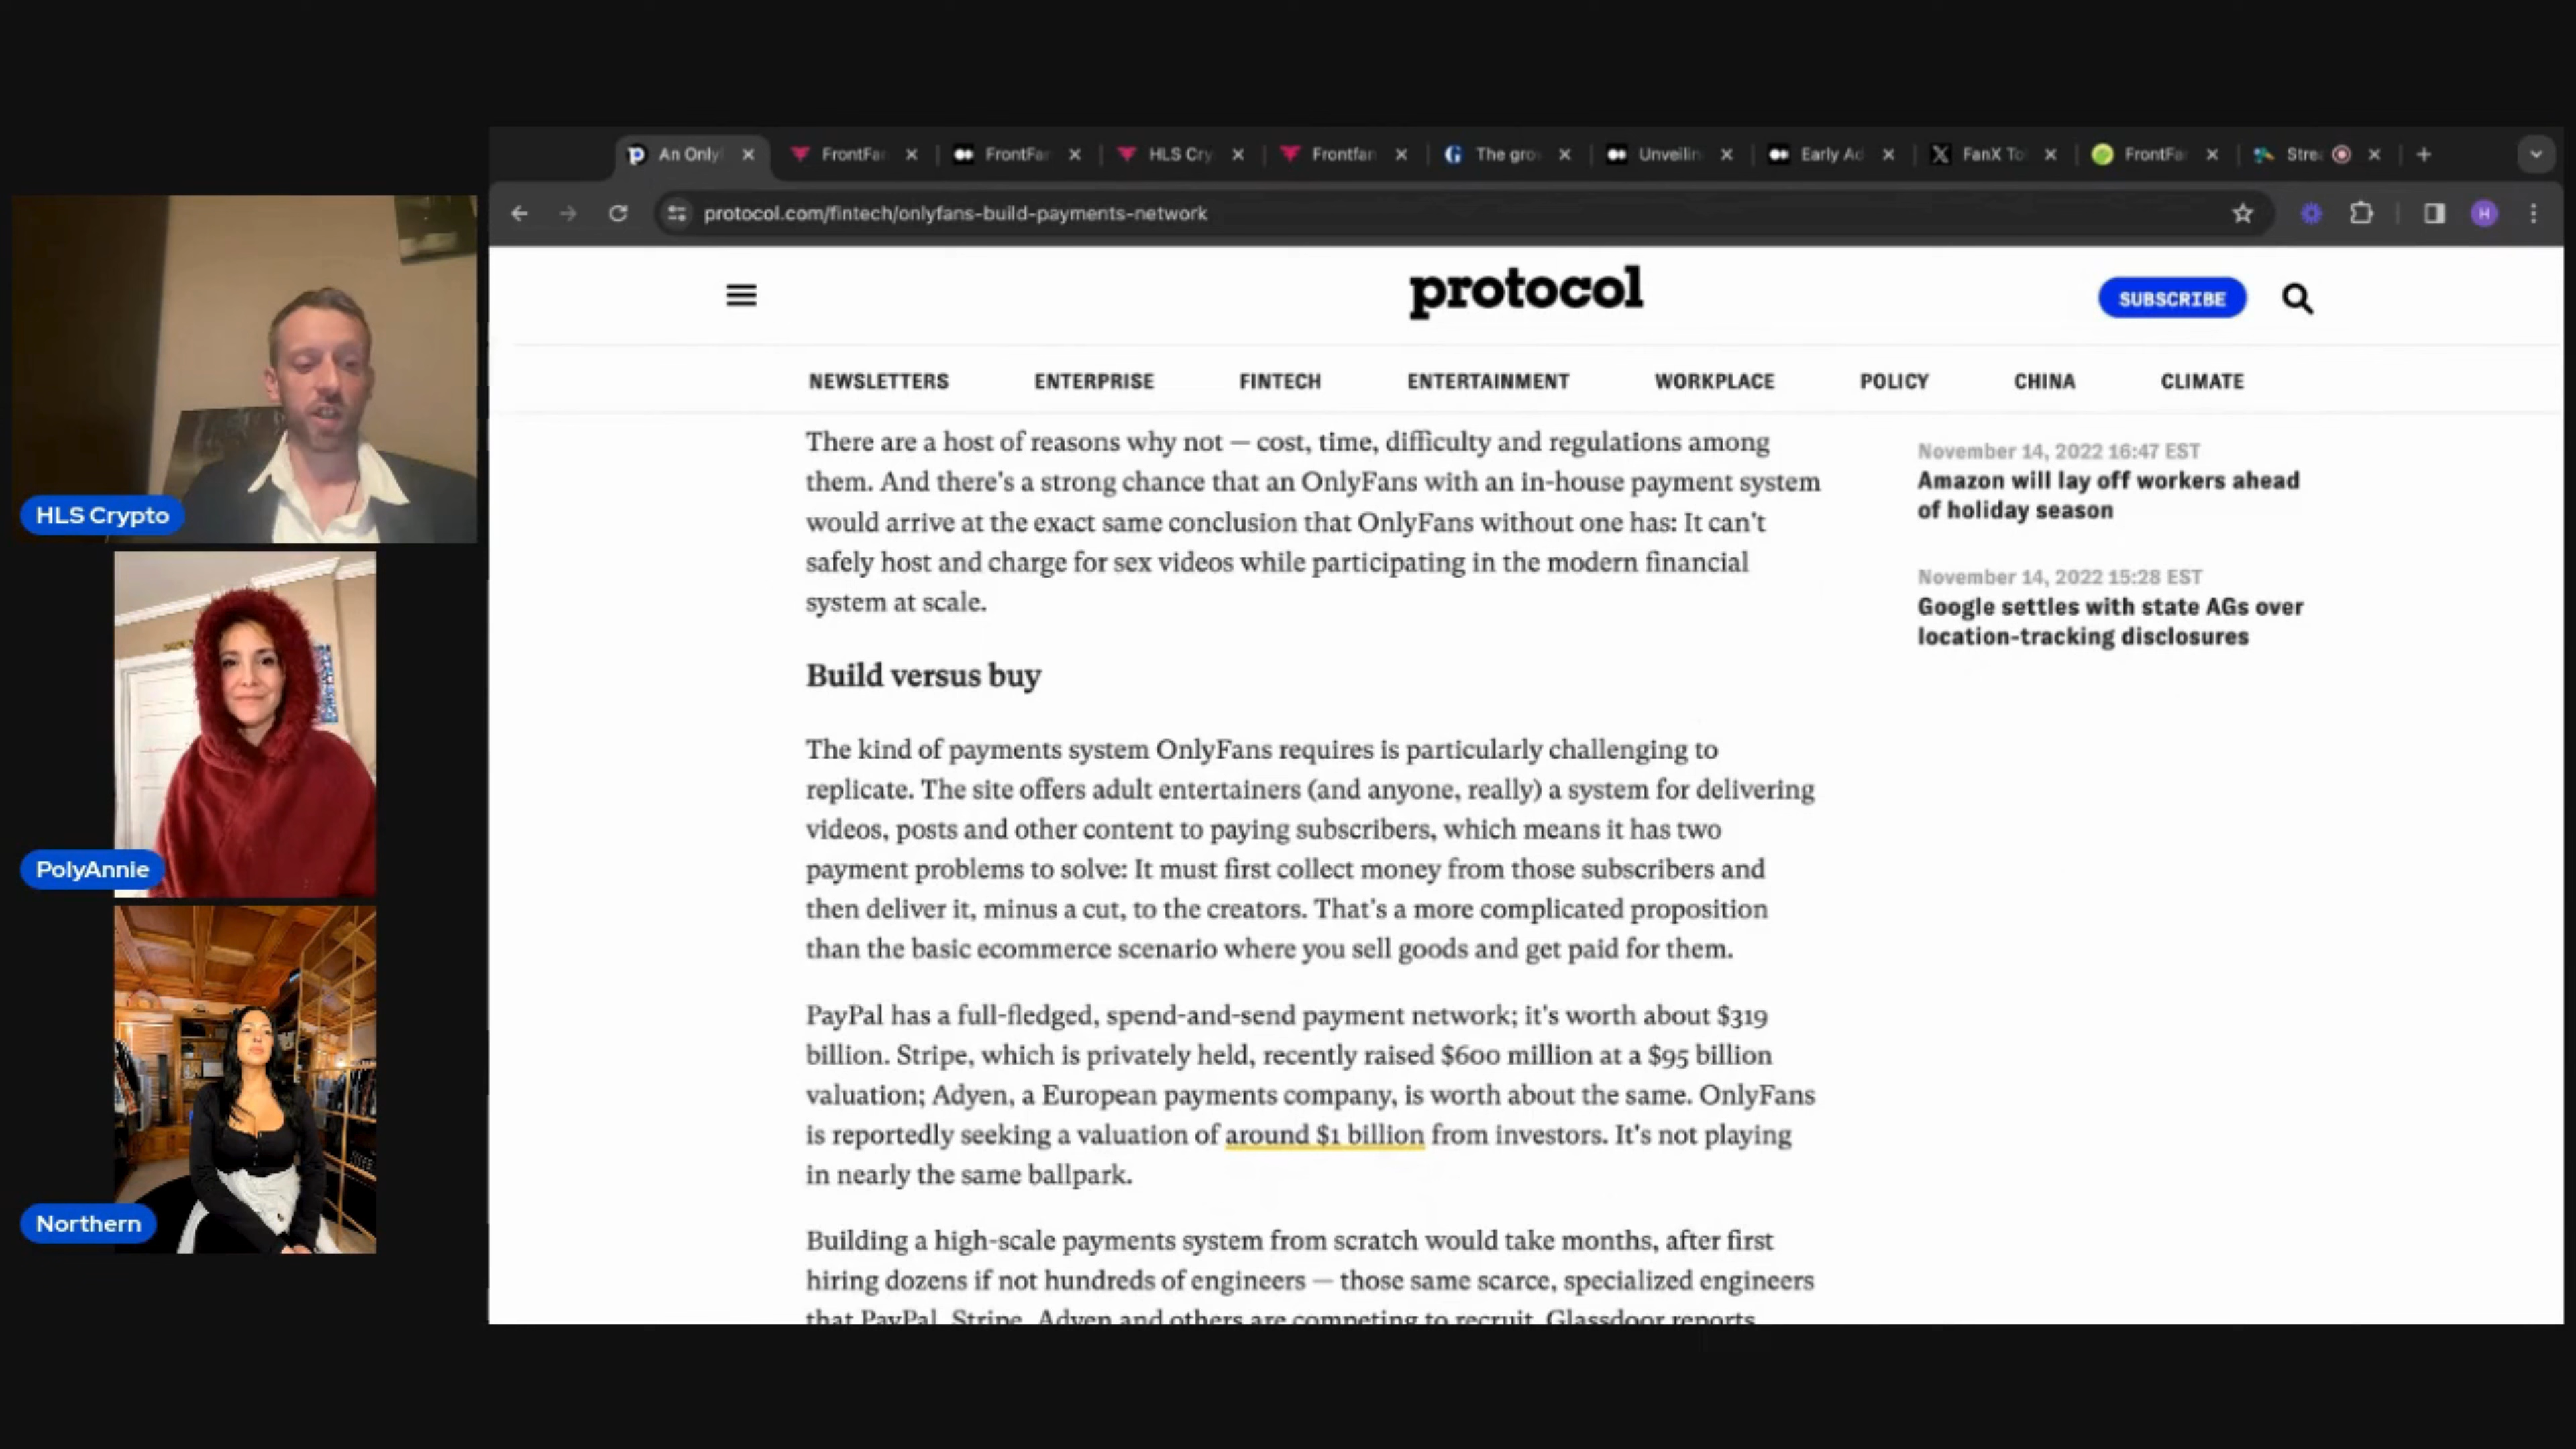 An Only
FrontFa
FrontFa
HLS Cry
Frontfan
The gro
Unveilin
Early Ad
FanX To
FrontFa
Stre
protocol.com/fintech/onlyfans-build-payments-network
H
protocol
SUBSCRIBE
NEWSLETTERS ENTERPRISE FINTECH ENTERTAINMENT WORKPLACE POLICY CHINA CLIMATE
There are a host of reasons why not — cost, time, difficulty and regulations among
them. And there's a strong chance that an OnlyFans with an in-house payment system
would arrive at the exact same conclusion that OnlyFans without one has: It can't
safely host and charge for sex videos while participating in the modern financial
system at scale.
Build versus buy
The kind of payments system OnlyFans requires is particularly challenging to
replicate. The site offers adult entertainers (and anyone, really) a system for delivering
videos, posts and other content to paying subscribers, which means it has two
payment problems to solve: It must first collect money from those subscribers and
then deliver it, minus a cut, to the creators. That's a more complicated proposition
than the basic ecommerce scenario where you sell goods and get paid for them.
PayPal has a full-fledged, spend-and-send payment network; it's worth about $319
billion. Stripe, which is privately held, recently raised $600 million at a $95 billion
valuation; Adyen, a European payments company, is worth about the same. OnlyFans
is reportedly seeking a valuation of around $1 billion from investors. It's not playing
in nearly the same ballpark.
Building a high-scale payments system from scratch would take months, after first
hiring dozens if not hundreds of engineers — those same scarce, specialized engineers
that PayPal, Stripe, Adyen and others are competing to recruit. Glassdoor reports
November 14, 2022 16:47 EST
Amazon will lay off workers ahead
of holiday season
November 14, 2022 15:28 EST
Google settles with state AGs over
location-tracking disclosures
HLS Crypto
PolyAnnie
Northern